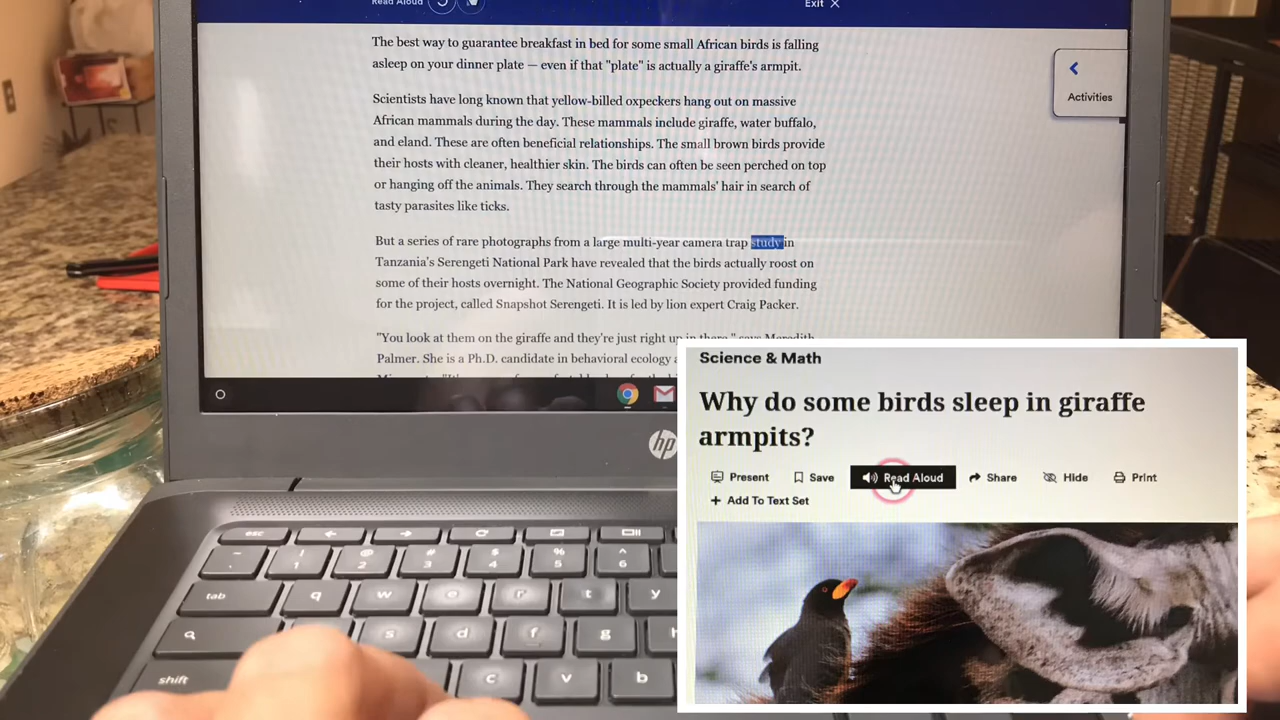 Read Aloud
Exit ✕
The best way to guarantee breakfast in bed for some small African birds is falling
asleep on your dinner plate — even if that "plate" is actually a giraffe's armpit.
Activities
Scientists have long known that yellow-billed oxpeckers hang out on massive
African mammals during the day. These mammals include giraffe, water buffalo,
and eland. These are often beneficial relationships. The small brown birds provide
their hosts with cleaner, healthier skin. The birds can often be seen perched on top
or hanging off the animals. They search through the mammals' hair in search of
tasty parasites like ticks.
But a series of rare photographs from a large multi-year camera trap study in
Tanzania's Serengeti National Park have revealed that the birds actually roost on
some of their hosts overnight. The National Geographic Society provided funding
for the project, called Snapshot Serengeti. It is led by lion expert Craig Packer.
"You look at them on the giraffe and they're just right up in there," says Meredith
Palmer. She is a Ph.D. candidate in behavioral ecology
hp
Science & Math
Why do some birds sleep in giraffe
armpits?
Present Save Read Aloud Share Hide Print
+ Add To Text Set
esc
~ ! @ # $ % ^
1 2 3 4 5 6
tab q w e r t y
s d f g
shift c v b